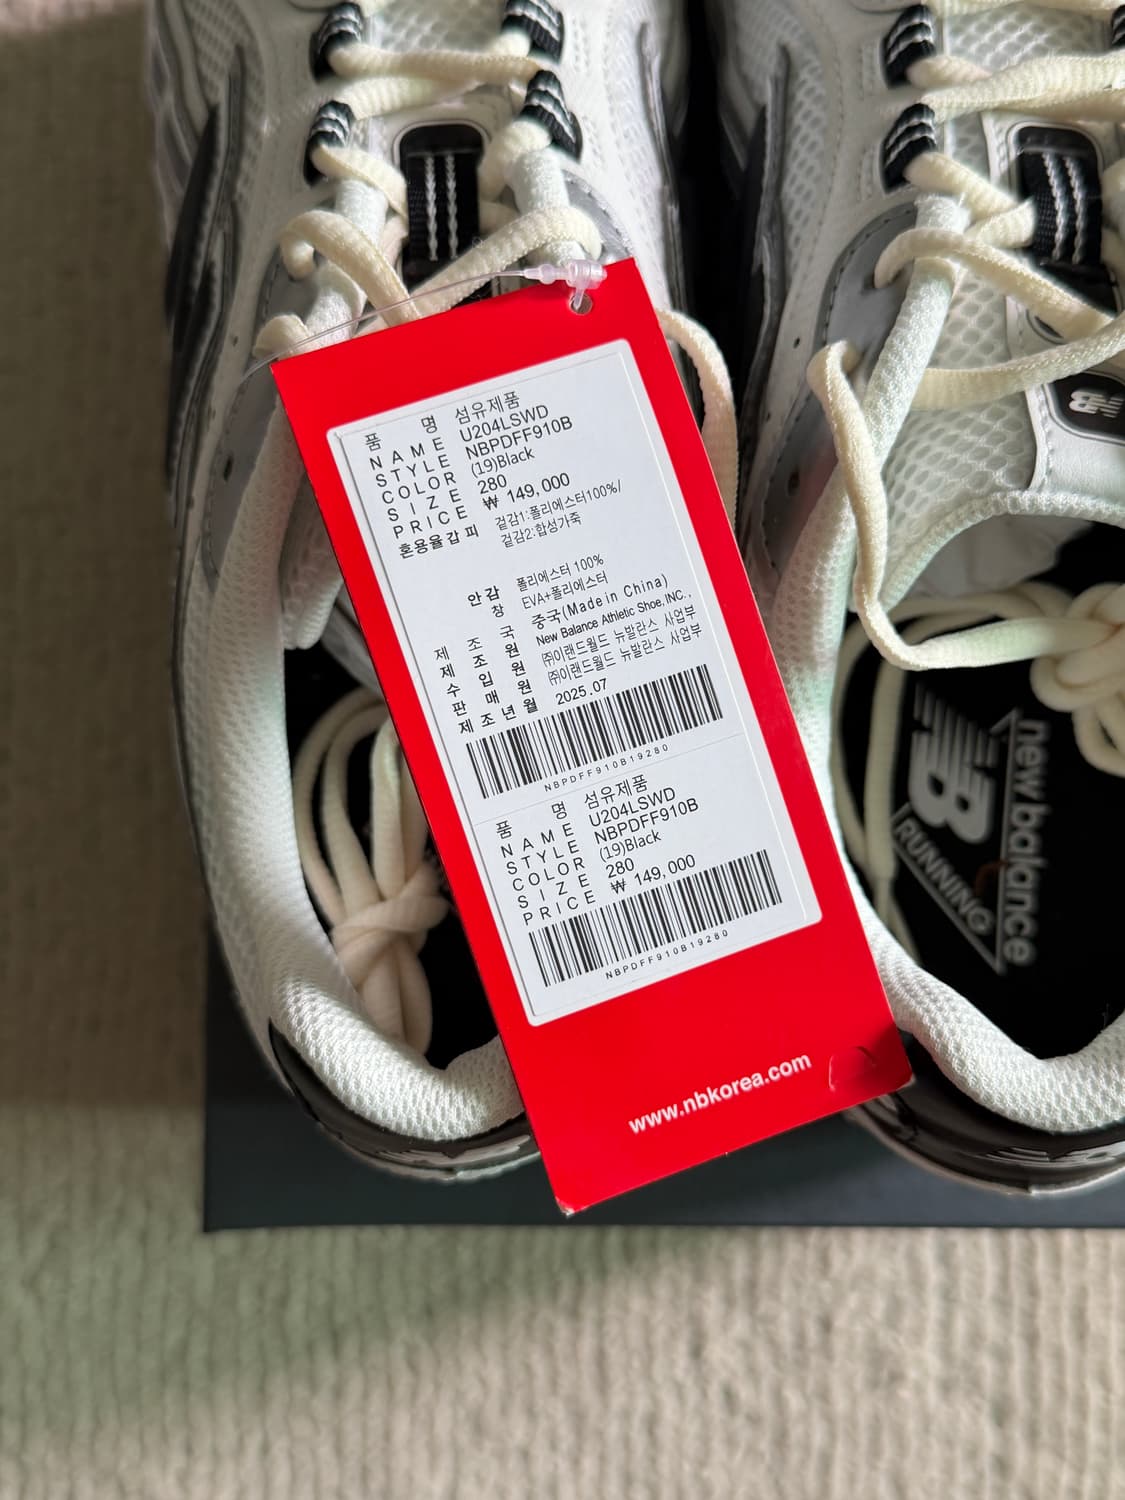 품 명 섬유제품
NAME U204LSWD
STYLE NBPDFF910B
COLOR (19)Black
SIZE 280
PRICE ₩ 149,000
혼용율 갑피 겉감1:폴리에스터100%/
겉감2:합성가죽
안감 폴리에스터 100%
창 EVA+폴리에스터
제 조 국 중국(Made in China)
제 조 원 New Balance Athletic Shoe, INC. ,
수 입 원 ㈜이랜드월드 뉴발란스 사업부
판 매 원 ㈜이랜드월드 뉴발란스 사업부
제조년월 2025.07
NBPDFF910B19280
품 명 섬유제품
NAME U204LSWD
STYLE NBPDFF910B
COLOR (19)Black
SIZE 280
PRICE ₩ 149,000
NBPDFF910B19280
www.nbkorea.com
new balance
RUNNING